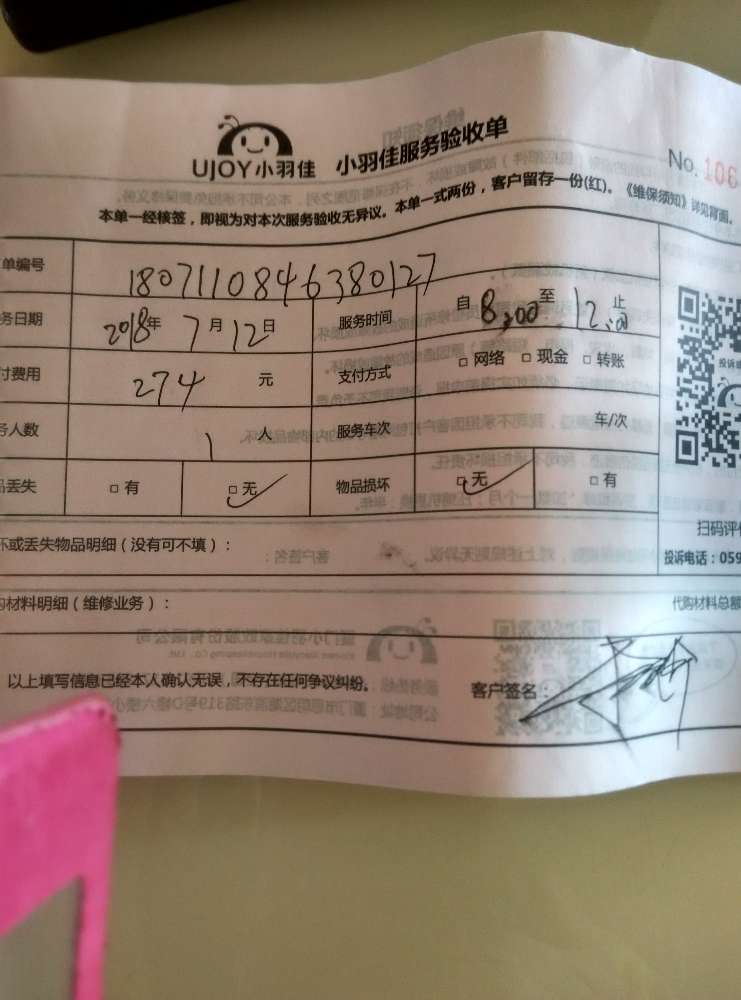 UJOY小羽佳 小羽佳服务验收单 No. 106
本单一经核签，即视为对本次服务验收无异议。本单一式两份，客户留存一份(红)。《维保须知》详见背面。
单编号 180711084638​0127
务日期 2018年 7月12日 服务时间 自 8:00 至 12:00 止
付费用 274 元 支付方式 □ 网络 □ 现金 □ 转账
务人数 1 人 服务车次 车/次
品丢失 □ 有 □ 无 物品损坏 □ 无 □ 有
坏或丢失物品明细（没有可不填）：
扫码评价
投诉电话：059
购材料明细（维修业务）： 代购材料总额
以上填写信息已经本人确认无误，不存在任何争议纠纷。 客户签名：